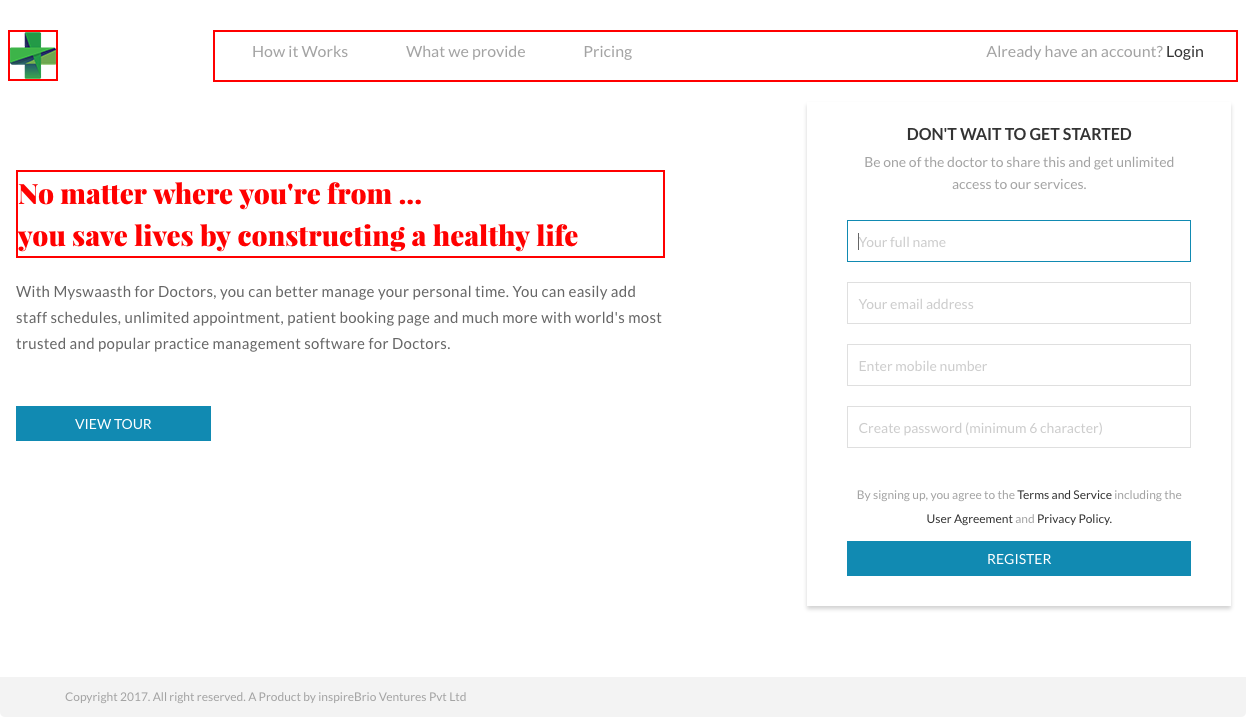 How it Works What we provide Pricing Already have an account? Login
No matter where you're from ...
you save lives by constructing a healthy life
With Myswaasth for Doctors, you can better manage your personal time. You can easily add
staff schedules, unlimited appointment, patient booking page and much more with world's most
trusted and popular practice management software for Doctors.
VIEW TOUR
DON'T WAIT TO GET STARTED
Be one of the doctor to share this and get unlimited
access to our services.
Your full name
Your email address
Enter mobile number
Create password (minimum 6 character)
By signing up, you agree to the Terms and Service including the
User Agreement and Privacy Policy.
REGISTER
Copyright 2017. All right reserved. A Product by inspireBrio Ventures Pvt Ltd